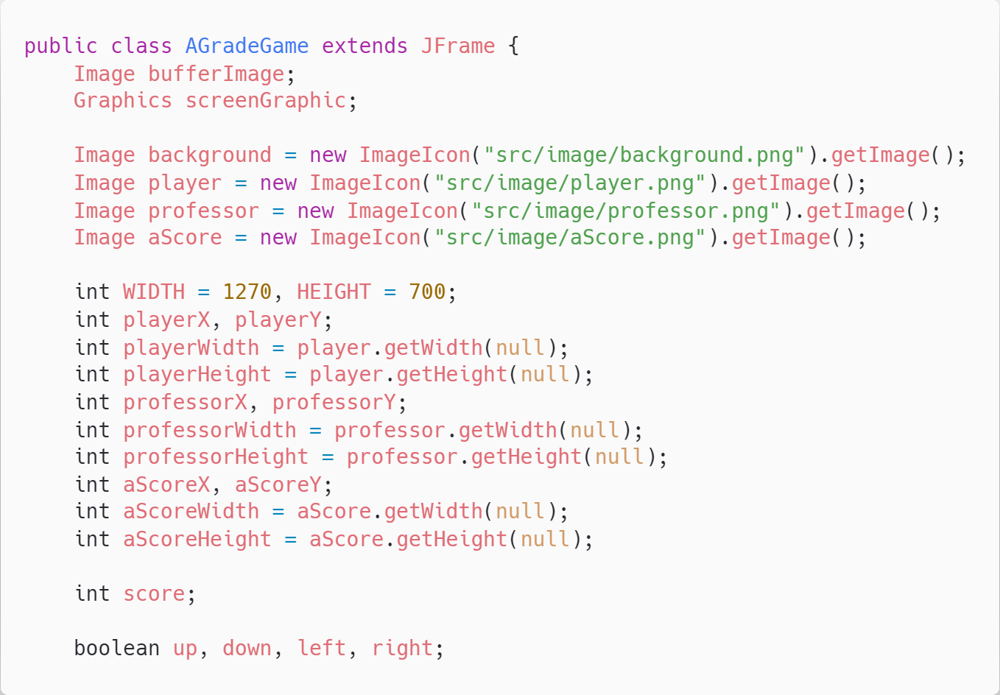 public class AGradeGame extends JFrame {
    Image bufferImage;
    Graphics screenGraphic;

    Image background = new ImageIcon("src/image/background.png").getImage();
    Image player = new ImageIcon("src/image/player.png").getImage();
    Image professor = new ImageIcon("src/image/professor.png").getImage();
    Image aScore = new ImageIcon("src/image/aScore.png").getImage();

    int WIDTH = 1270, HEIGHT = 700;
    int playerX, playerY;
    int playerWidth = player.getWidth(null);
    int playerHeight = player.getHeight(null);
    int professorX, professorY;
    int professorWidth = professor.getWidth(null);
    int professorHeight = professor.getHeight(null);
    int aScoreX, aScoreY;
    int aScoreWidth = aScore.getWidth(null);
    int aScoreHeight = aScore.getHeight(null);

    int score;

    boolean up, down, left, right;